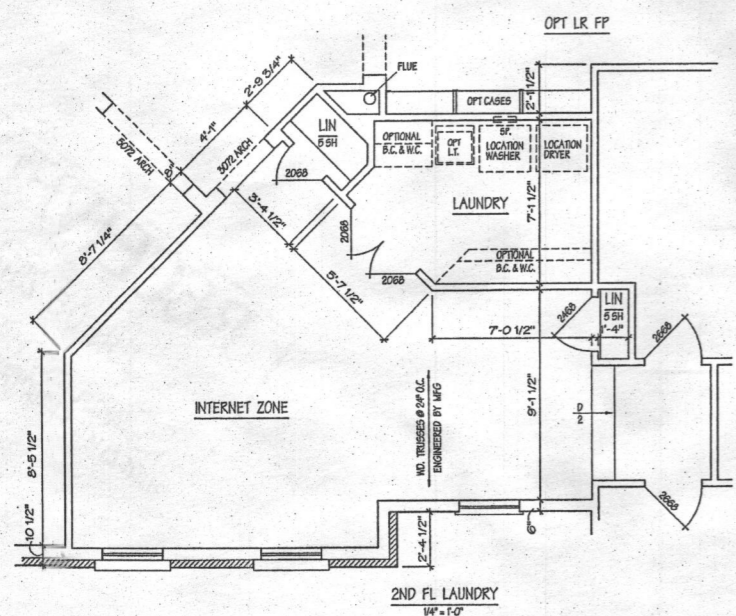 OPT LR FP
FLUE
2'-9 3/4"
4'-1"
5072 ARCH
5072 ARCH
8"
8'-7 1/4"
3'-4 1/2"
5'-7 1/2"
LIN
5 SH
2068
OPTIONAL
B.C. & W.C.
OPT
LT.
OPT CASES
SP.
LOCATION
WASHER
LOCATION
DRYER
2'-1 1/2"
LAUNDRY
7'-1 1/2"
2068
2068
OPTIONAL
B.C. & W.C.
LIN
5 SH
1'-4"
2468
2668
7'-0 1/2"
9'-1 1/2"
INTERNET ZONE
WD. TRUSSES @ 24" O.C.
ENGINEERED BY MFG
D
2
8'-5 1/2"
10 1/2"
2'-4 1/2"
6"
2668
2ND FL LAUNDRY
1/4" = 1'-0"